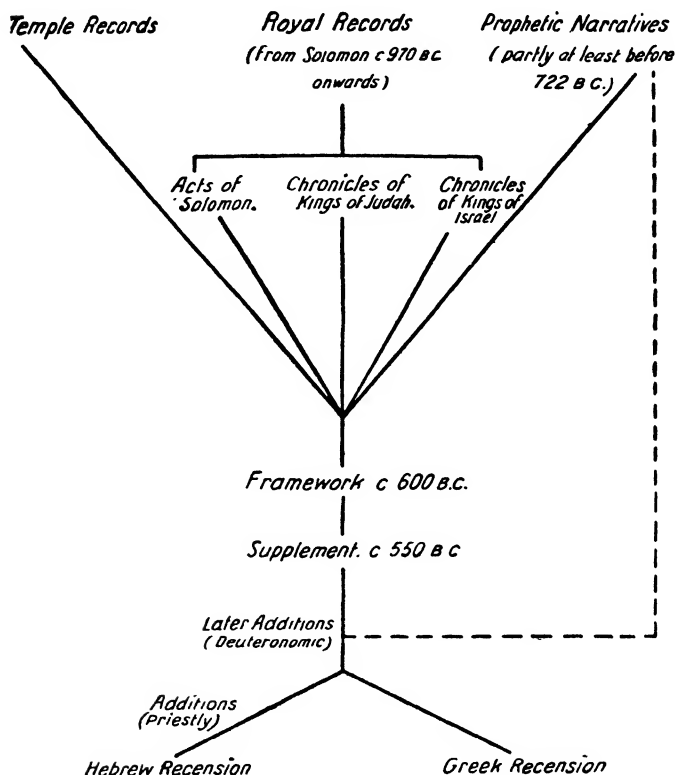 Temple Records
Royal Records
(From Solomon c 970 B.C.
onwards)
Prophetic Narratives
(partly at least before
722 B C.)
Acts of
Solomon.
Chronicles of
Kings of Judah.
Chronicles
of Kings of
Israel
Framework c 600 B.C.
Supplement. c 550 B C
Later Additions
(Deuteronomic)
Additions
(Priestly)
Hebrew Recension
Greek Recension